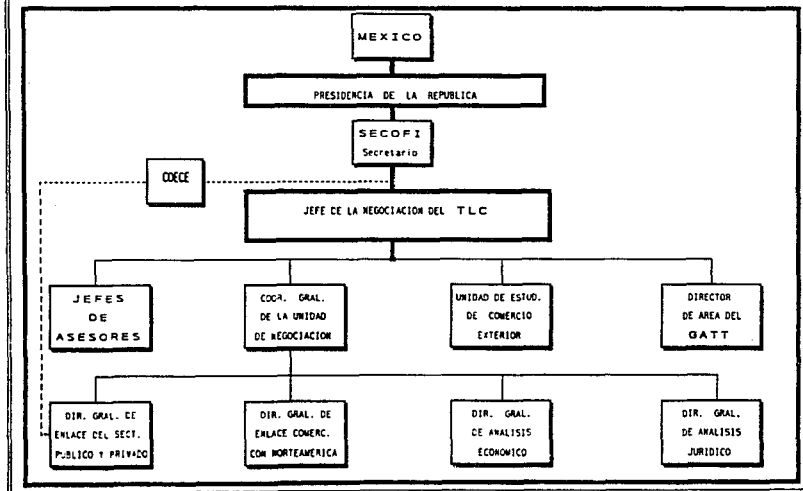 MEXICO
PRESIDENCIA DE LA REPUBLICA
SECOFI
Secretario
COECE
JEFE DE LA NEGOCIACION DEL TLC
JEFES
DE
ASESORES
COOR. GRAL.
DE LA UNIDAD
DE NEGOCIACION
UNIDAD DE ESTUD.
DE COMERCIO
EXTERIOR
DIRECTOR
DE AREA DEL
GATT
DIR. GRAL. DE
ENLACE DEL SECT.
PUBLICO Y PRIVADO
DIR. GRAL. DE
ENLACE COMERC.
CON NORTEAMERICA
DIR. GRAL.
DE ANALISIS
ECONOMICO
DIR. GRAL.
DE ANALISIS
JURIDICO